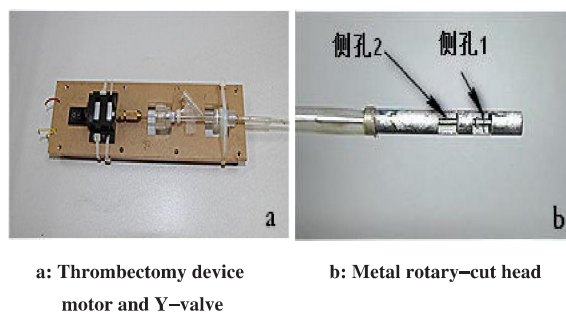 侧孔2
侧孔1
a
b
a: Thrombectomy device
motor and Y−valve
b: Metal rotary−cut head